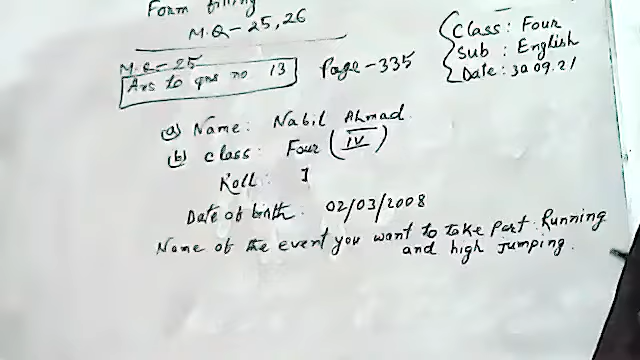 Form filling
M.Q-25,26
Class: Four
Sub : English
Date: 30.09.21
M.Q-25
Ans to qns no 13
Page-335
(a) Name: Nabil Ahmad.
(b) Class: Four (IV)
Roll: 1
Date of birth. 02/03/2008
Name of the event you want to take part. Running
and high jumping.